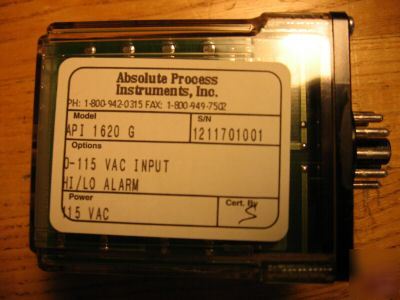 Absolute Process
Instruments, Inc.
PH: 1-800-942-0315 FAX: 1-800-949-7502
Model
API 1620 G
S/N
1211701001
Options
0-115 VAC INPUT
HI/LO ALARM
Power
115 VAC
Cert. By